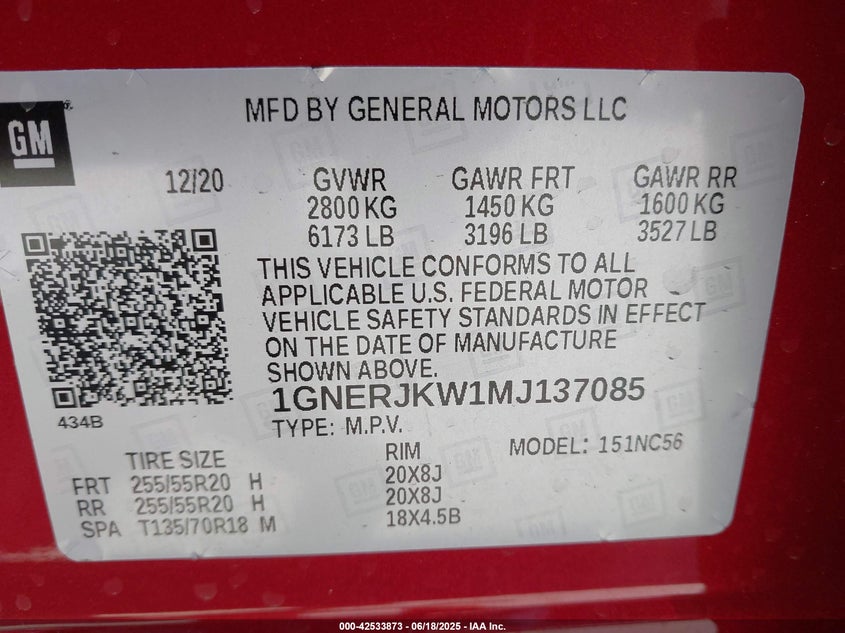 GM
MFD BY GENERAL MOTORS LLC
12/20 GVWR GAWR FRT GAWR RR
2800 KG 1450 KG 1600 KG
6173 LB 3196 LB 3527 LB
THIS VEHICLE CONFORMS TO ALL
APPLICABLE U.S. FEDERAL MOTOR
VEHICLE SAFETY STANDARDS IN EFFECT
ON THE DATE OF MANUFACTURE
SHOWN ABOVE.
1GNERJKW1MJ137085
434B
TYPE: M.P.V.
MODEL: 151NC56
TIRE SIZE RIM
FRT 255/55R20 H 20X8J
RR 255/55R20 H 20X8J
SPA T135/70R18 M 18X4.5B
000-42533873 - 06/18/2025 - IAA Inc.